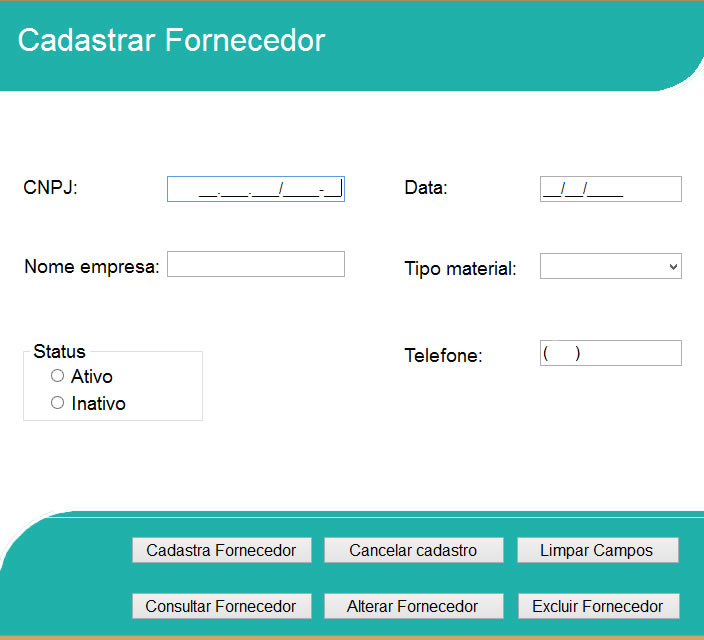 Cadastrar Fornecedor
CNPJ: __.___.___/____-__ Data: __/__/____
Nome empresa: Tipo material:
Status
Ativo
Telefone: ( )
Inativo
Cadastra Fornecedor Cancelar cadastro Limpar Campos
Consultar Fornecedor Alterar Fornecedor Excluir Fornecedor